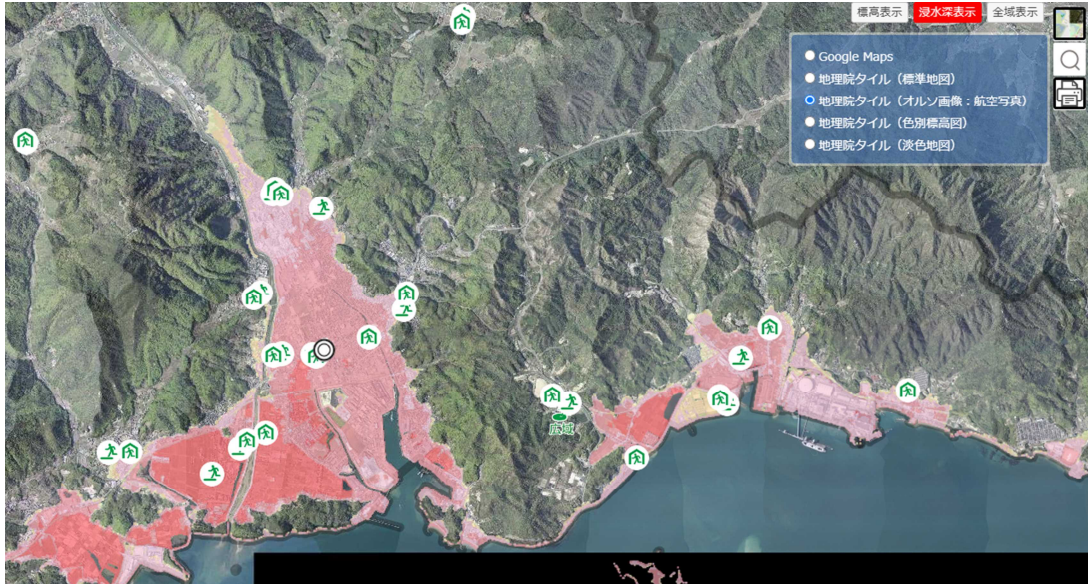 標高表示 浸水深表示 全域表示
Google Maps
地理院タイル（標準地図）
地理院タイル（オルソ画像：航空写真）
地理院タイル（色別標高図）
地理院タイル（淡色地図）
広域